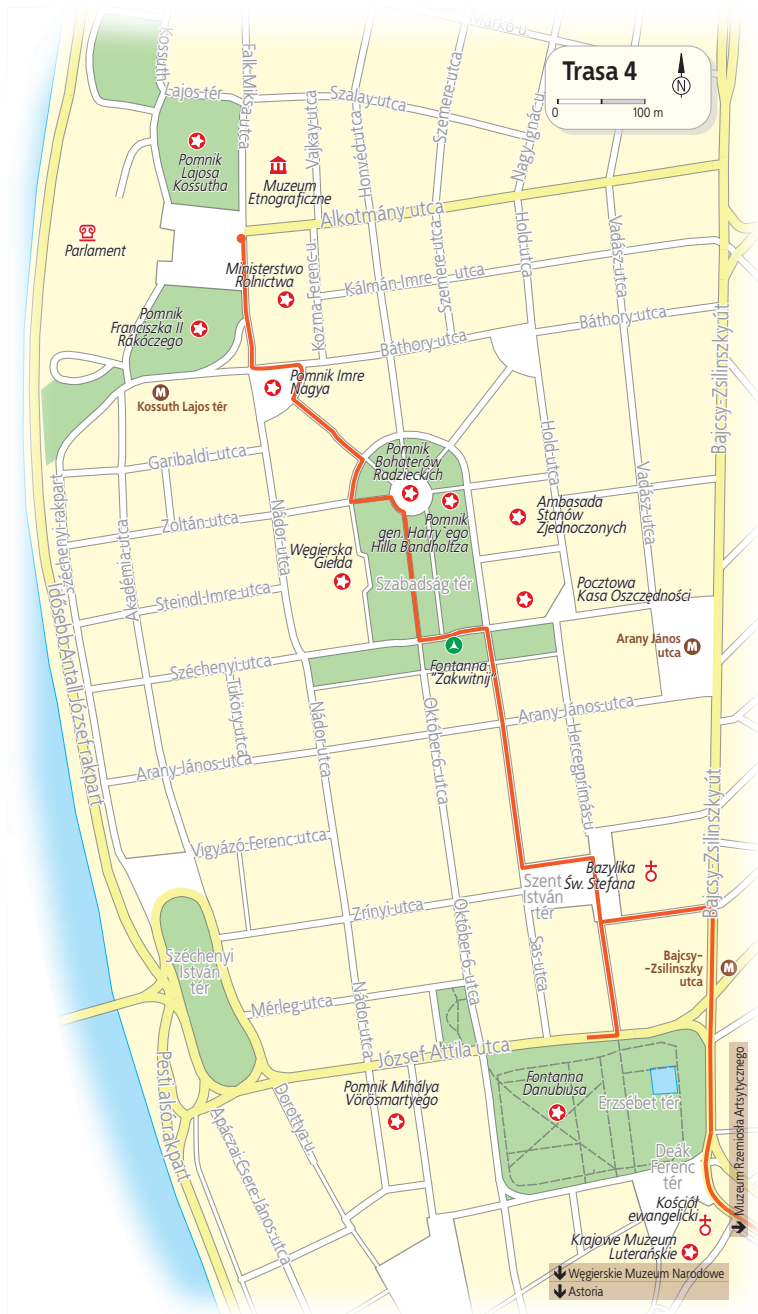 Markó u.
Trasa 4
N
0
100 m
Kossuth
Lajos tér
Falk Miksa utca
Szalay utca
Vajkay utca
Honvéd utca
Szemere utca
Nagy Ignác u.
Pomnik
Lajosa
Kossutha
Muzeum
Etnograficzne
Alkotmány utca
Parlament
Ministerstwo
Rolnictwa
Kozma Ferenc u.
Kálmán Imre utca
Szemere utca
Hold utca
Vadász utca
Pomnik
Franciszka II
Rákóczego
Báthory utca
Báthory utca
Bajcsy-Zsilinszky út
M
Kossuth Lajos tér
Pomnik Imre
Nagya
Garibaldi utca
Pomnik
Bohaterów
Radzieckich
Hold utca
Vadász utca
Széchenyi rakpart
Akadémia utca
Zoltán utca
Nádor utca
Pomnik
gen. Harry'ego
Hilla Bandholtza
Ambasada
Stanów
Zjednoczonych
Węgierska
Giełda
Szabadság tér
Pocztowa
Kasa Oszczędności
Steindl Imre utca
Idősebb Antall József rakpart
Széchenyi utca
Fontanna
"Zakwitnij"
Arany János
utca
M
Tüköry utca
Nádor utca
Október 6. utca
Arany János utca
Hercegprímás u.
Arany János utca
Vigyázó Ferenc utca
Bazylika
Św. Stefana
Szent
István
tér
Bajcsy-Zsilinszky út
Zrínyi utca
Október 6. utca
Sas utca
Széchenyi
István
tér
Bajcsy-
-Zsilinszky
utca
M
Mérleg utca
Nádor utca
József Attila utca
Pesti alsó rakpart
Pomnik Mihálya
Vörösmartyego
Fontanna
Danubiusa
Erzsébet tér
Apáczai Csere János utca
Dorottya u.
Deák
Ferenc
tér
Muzeum Rzemiosła Artsytycznego
Kościół
ewangelicki
Krajowe Muzeum
Luterańskie
Węgierskie Muzeum Narodowe
Astoria